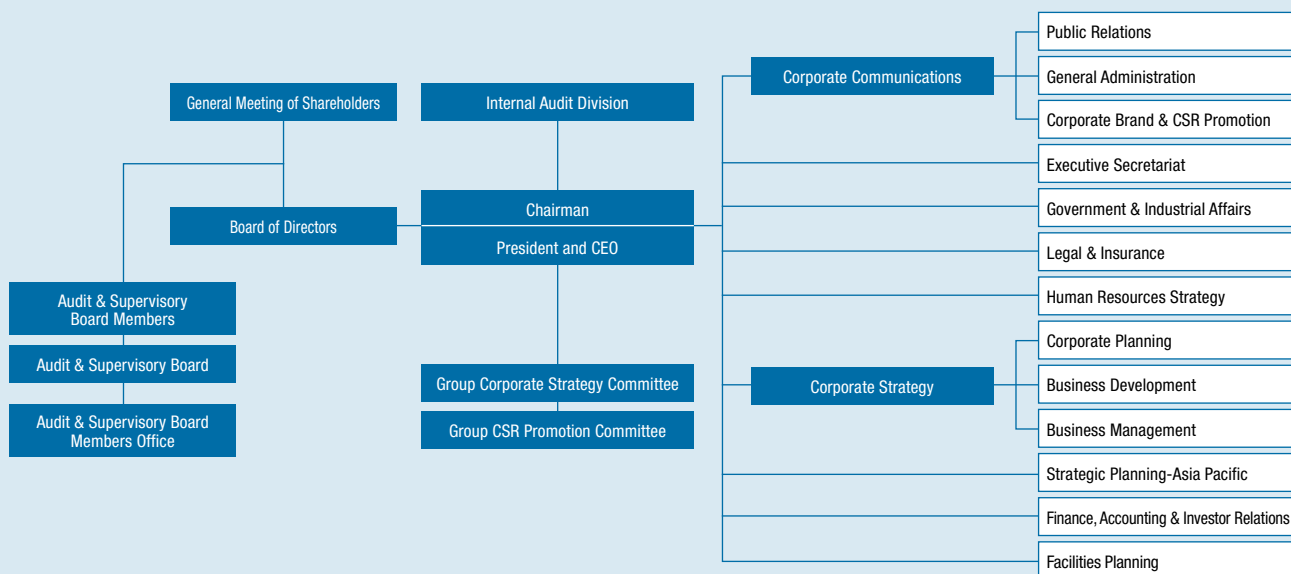 General Meeting of Shareholders
Board of Directors
Audit & Supervisory
Board Members
Audit & Supervisory Board
Audit & Supervisory Board
Members Office
Internal Audit Division
Chairman
President and CEO
Group Corporate Strategy Committee
Group CSR Promotion Committee
Corporate Communications
Public Relations
General Administration
Corporate Brand & CSR Promotion
Executive Secretariat
Government & Industrial Affairs
Legal & Insurance
Human Resources Strategy
Corporate Strategy
Corporate Planning
Business Development
Business Management
Strategic Planning-Asia Pacific
Finance, Accounting & Investor Relations
Facilities Planning